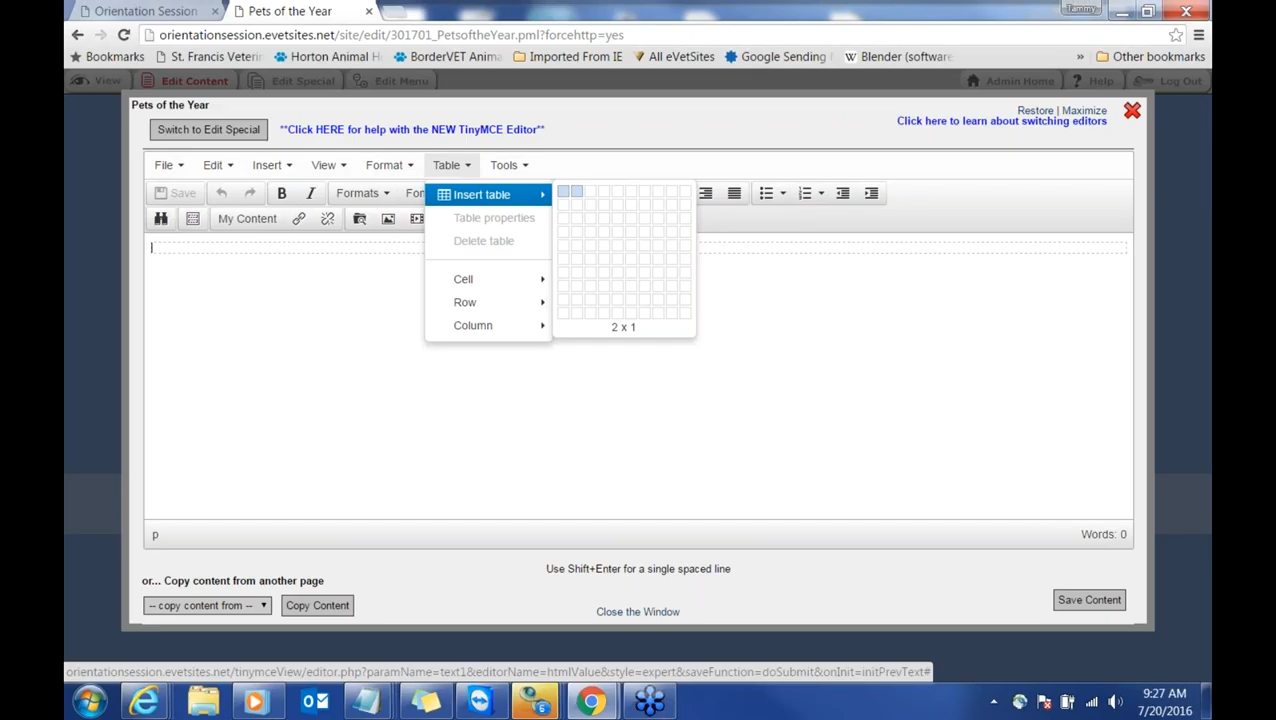 Orientation Session
Pets of the Year
Tammy
orientationsession.evetsites.net/site/edit/301701_PetsoftheYear.pml?forcehttp=yes
Bookmarks St. Francis Veterin Horton Animal H BorderVET Anima Imported From IE All eVetSites Google Sending Blender (software » Other bookmarks
View Edit Content Edit Special Edit Menu Admin Home ? Help Log Out
Pets of the Year
Restore | Maximize
Switch to Edit Special **Click HERE for help with the NEW TinyMCE Editor** Click here to learn about switching editors
File Edit Insert View Format Table Tools
Save B I Formats Fon
Insert table
My Content
Table properties
Delete table
Cell
Row
Column
2 x 1
p Words: 0
Use Shift+Enter for a single spaced line
or... Copy content from another page
-- copy content from -- Copy Content
Close the Window
Save Content
orientationsession.evetsites.net/tinymceView/editor.php?paramName=text1&editorName=htmlValue&style=expert&saveFunction=doSubmit&onInit=initPrevText#
9:27 AM
7/20/2016